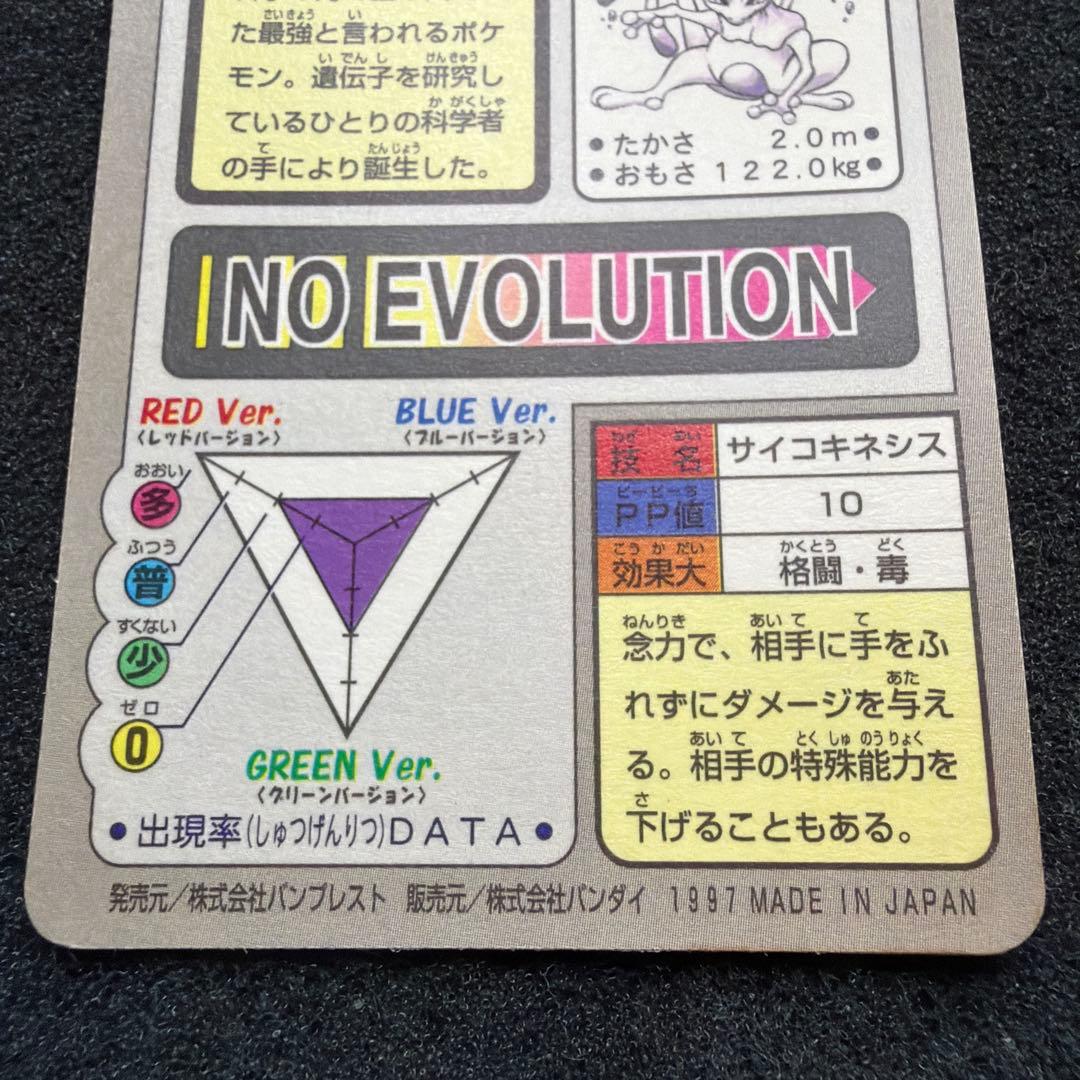 た最強と言われるポケ
モン。遺伝子を研究し
ているひとりの科学者
の手により誕生した。
●たかさ 2.0m●
●おもさ 122.0kg●
NO EVOLUTION
RED Ver.
〈レッドバージョン〉
BLUE Ver.
〈ブルーバージョン〉
おおい
多
ふつう
普
すくない
少
ゼロ
0
GREEN Ver.
〈グリーンバージョン〉
●出現率(しゅつげんりつ)DATA●
技名 サイコキネシス
PP値 10
効果大 格闘・毒
念力で、相手に手をふ
れずにダメージを与え
る。相手の特殊能力を
下げることもある。
発売元／株式会社バンプレスト 販売元／株式会社バンダイ 1997 MADE IN JAPAN